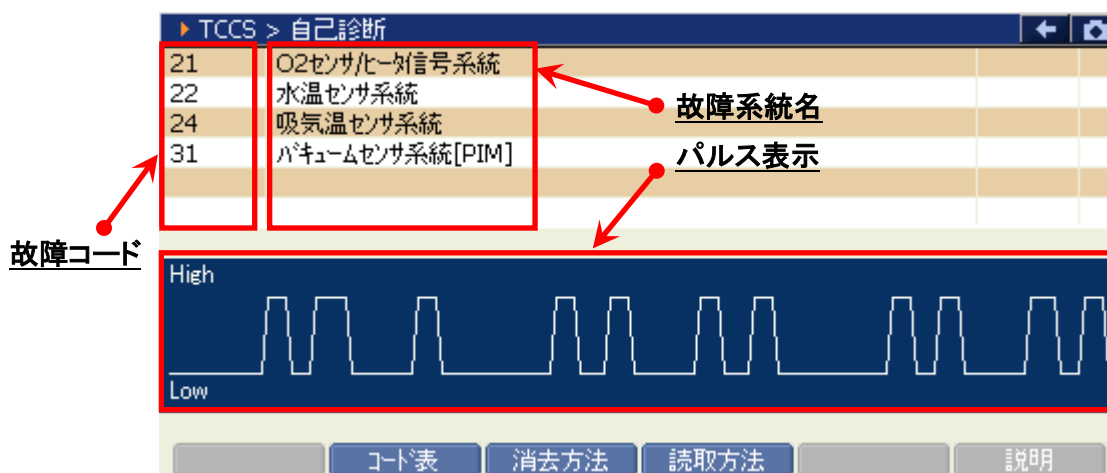 TCCS > 自己診断
21 O2ｾﾝｻ/ﾋｰﾀ信号系統
22 水温ｾﾝｻ系統
24 吸気温ｾﾝｻ系統
31 ﾊﾞｷｭｰﾑｾﾝｻ系統[PIM]
故障系統名
パルス表示
故障コード
High
Low
ｺｰﾄﾞ表 消去方法 読取方法 説明